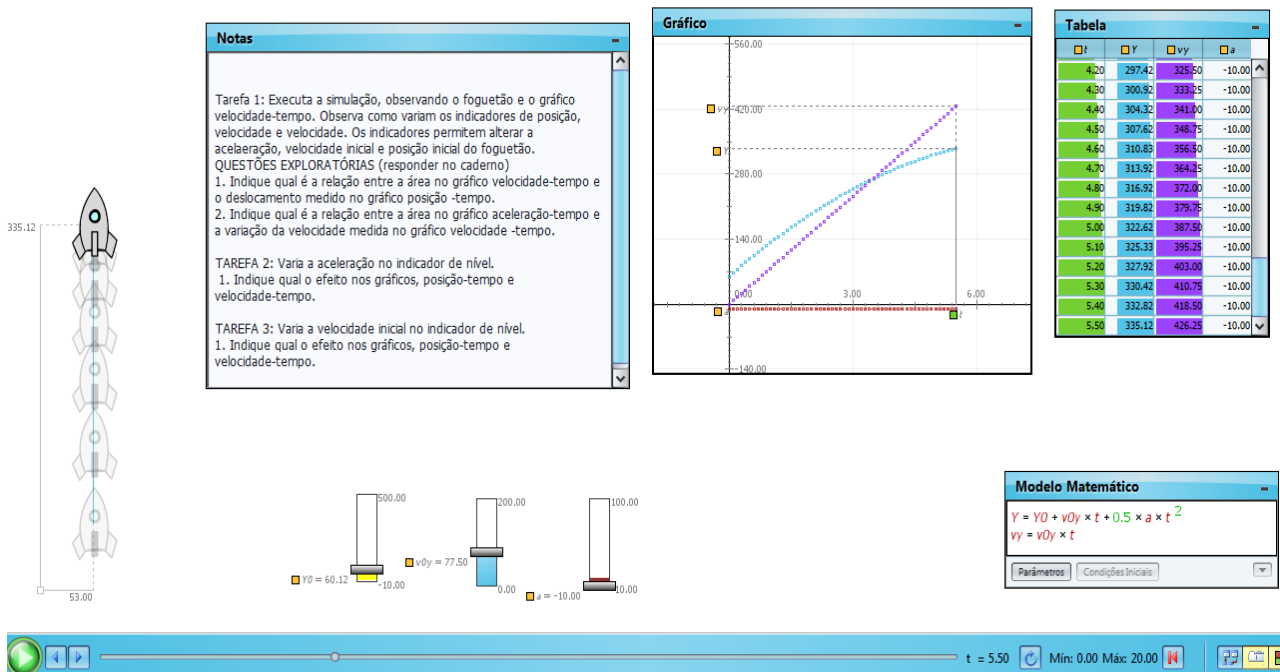 Notas
Tarefa 1: Executa a simulação, observando o foguetão e o gráfico
velocidade-tempo. Observa como variam os indicadores de posição,
velocidade e velocidade. Os indicadores permitem alterar a
acelaeração, velocidade inicial e posição inicial do foguetão.
QUESTÕES EXPLORATÓRIAS (responder no caderno)
1. Indique qual é a relação entre a área no gráfico velocidade-tempo e
o deslocamento medido no gráfico posição -tempo.
2. Indique qual é a relação entre a área no gráfico aceleração-tempo e
a variação da velocidade medida no gráfico velocidade -tempo.
TAREFA 2: Varia a aceleração no indicador de nível.
1. Indique qual o efeito nos gráficos, posição-tempo e
velocidade-tempo.
TAREFA 3: Varia a velocidade inicial no indicador de nível.
1. Indique qual o efeito nos gráficos, posição-tempo e
velocidade-tempo.
335.12
53.00
Gráfico
560.00
vy 420.00
Y
280.00
140.00
0.00 3.00 6.00
a t
-140.00
Tabela
t Y vy a
4.20 297.42 325.50 -10.00
4.30 300.92 333.25 -10.00
4.40 304.32 341.00 -10.00
4.50 307.62 348.75 -10.00
4.60 310.83 356.50 -10.00
4.70 313.92 364.25 -10.00
4.80 316.92 372.00 -10.00
4.90 319.82 379.75 -10.00
5.00 322.62 387.50 -10.00
5.10 325.33 395.25 -10.00
5.20 327.92 403.00 -10.00
5.30 330.42 410.75 -10.00
5.40 332.82 418.50 -10.00
5.50 335.12 426.25 -10.00
500.00
Y0 = 60.12
-10.00
200.00
v0y = 77.50
0.00
100.00
a = -10.00
10.00
Modelo Matemático
Y = Y0 + v0y × t + 0.5 × a × t 2
vy = v0y × t
Parâmetros Condições Iniciais
t = 5.50 Mín: 0.00 Máx: 20.00